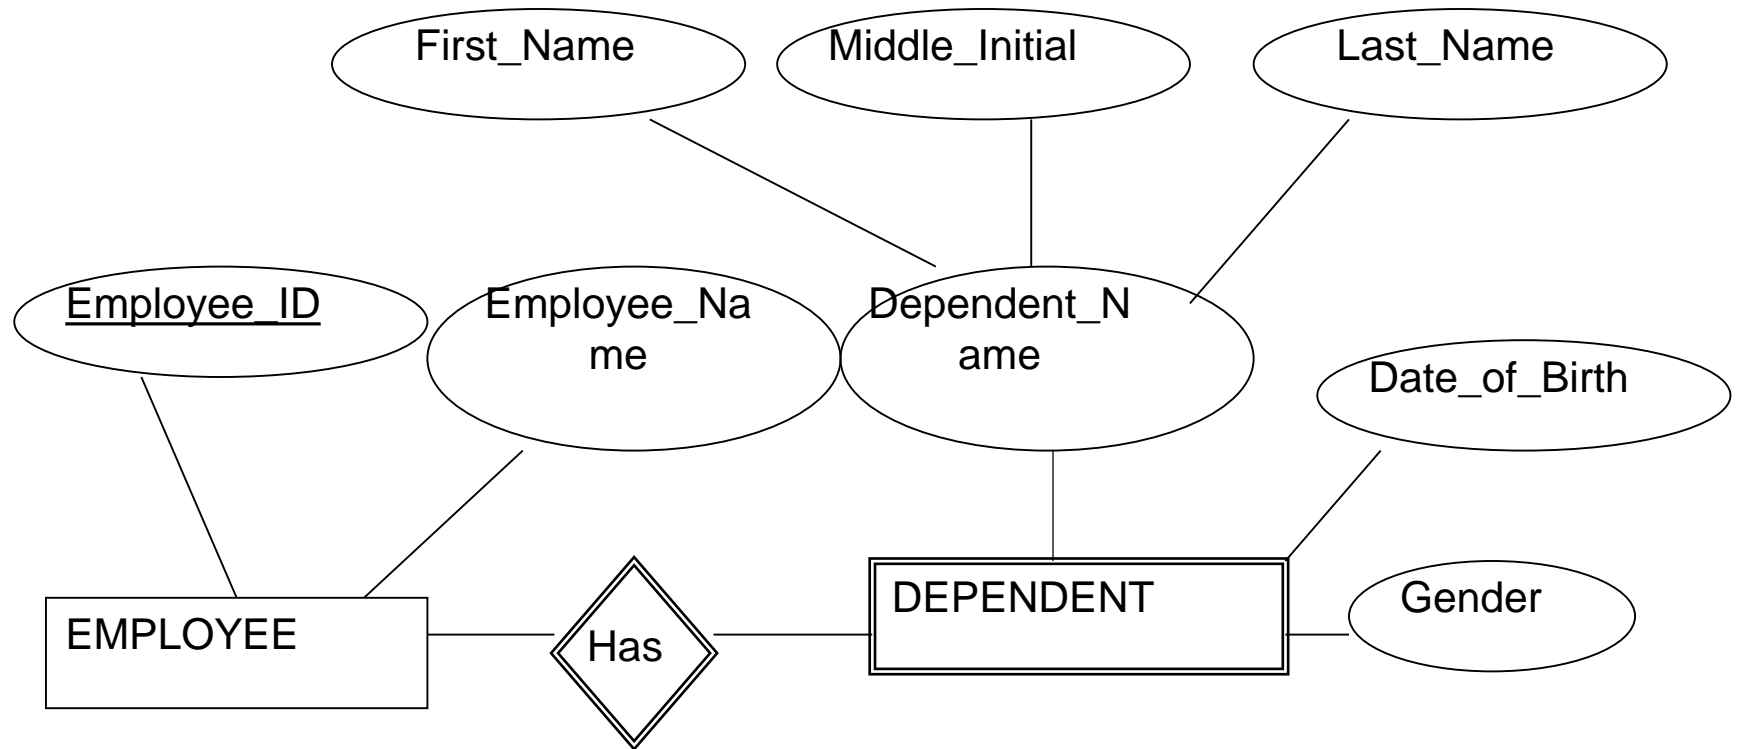 First_Name
Middle_Initial
Last_Name
Employee_ID
Employee_Na
me
Dependent_N
ame
Date_of_Birth
EMPLOYEE
Has
DEPENDENT
Gender